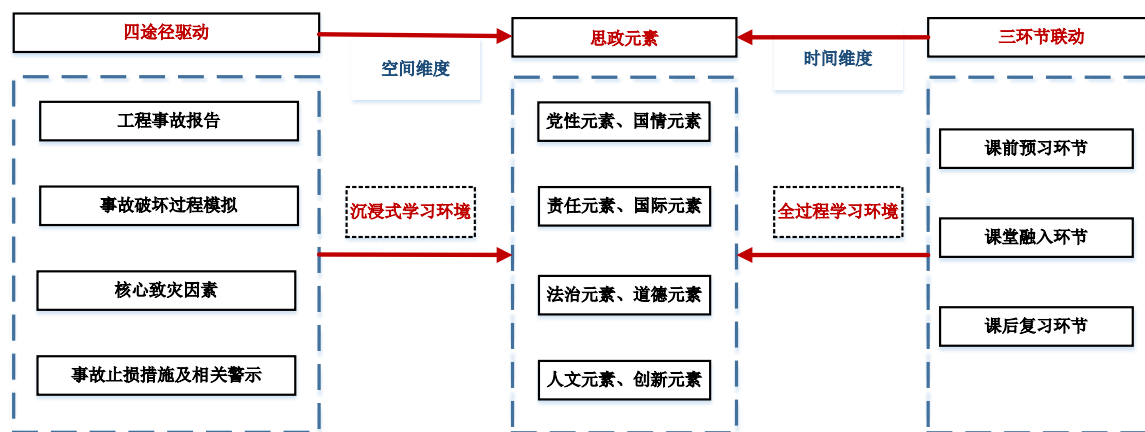 四途径驱动
思政元素
三环节联动
空间维度
时间维度
工程事故报告
事故破坏过程模拟
核心致灾因素
事故止损措施及相关警示
沉浸式学习环境
党性元素、国情元素
责任元素、国际元素
法治元素、道德元素
人文元素、创新元素
全过程学习环境
课前预习环节
课堂融入环节
课后复习环节